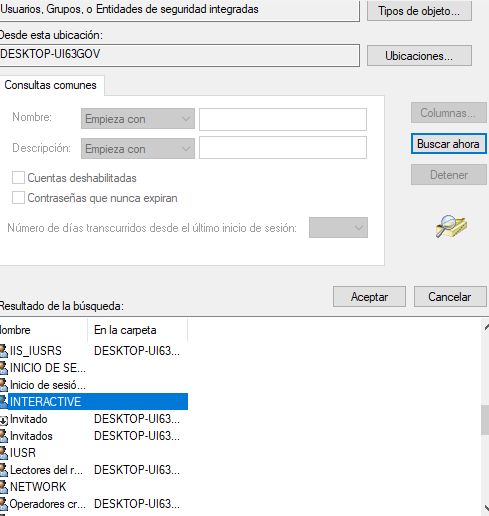 Usuarios, Grupos, o Entidades de seguridad integradas
Tipos de objeto...
Desde esta ubicación:
DESKTOP-UI63GOV
Ubicaciones...
Consultas comunes
Nombre:
Empieza con
Columnas...
Descripción:
Empieza con
Buscar ahora
Cuentas deshabilitadas
Detener
Contraseñas que nunca expiran
Número de días transcurridos desde el último inicio de sesión:
Aceptar
Cancelar
Resultado de la búsqueda:
ombre
En la carpeta
IIS_IUSRS DESKTOP-UI63...
INICIO DE SE...
Inicio de sesió...
INTERACTIVE
Invitado DESKTOP-UI63...
Invitados DESKTOP-UI63...
IUSR
Lectores del r... DESKTOP-UI63...
NETWORK
Operadores cr... DESKTOP-UI63...